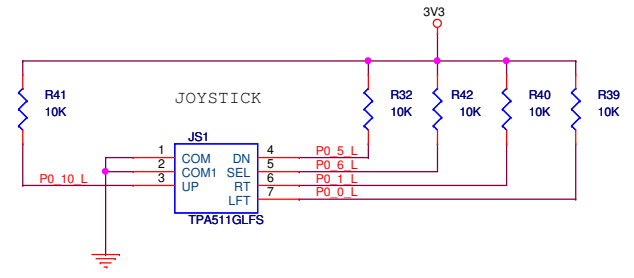 3V3
R41
10K
R32
10K
R42
10K
R40
10K
R39
10K
JOYSTICK
JS1
1 COM DN 4 P0_5_L
2 COM1 SEL 5 P0_6_L
P0_10_L 3 UP RT 6 P0_1_L
LFT 7 P0_0_L
TPA511GLFS